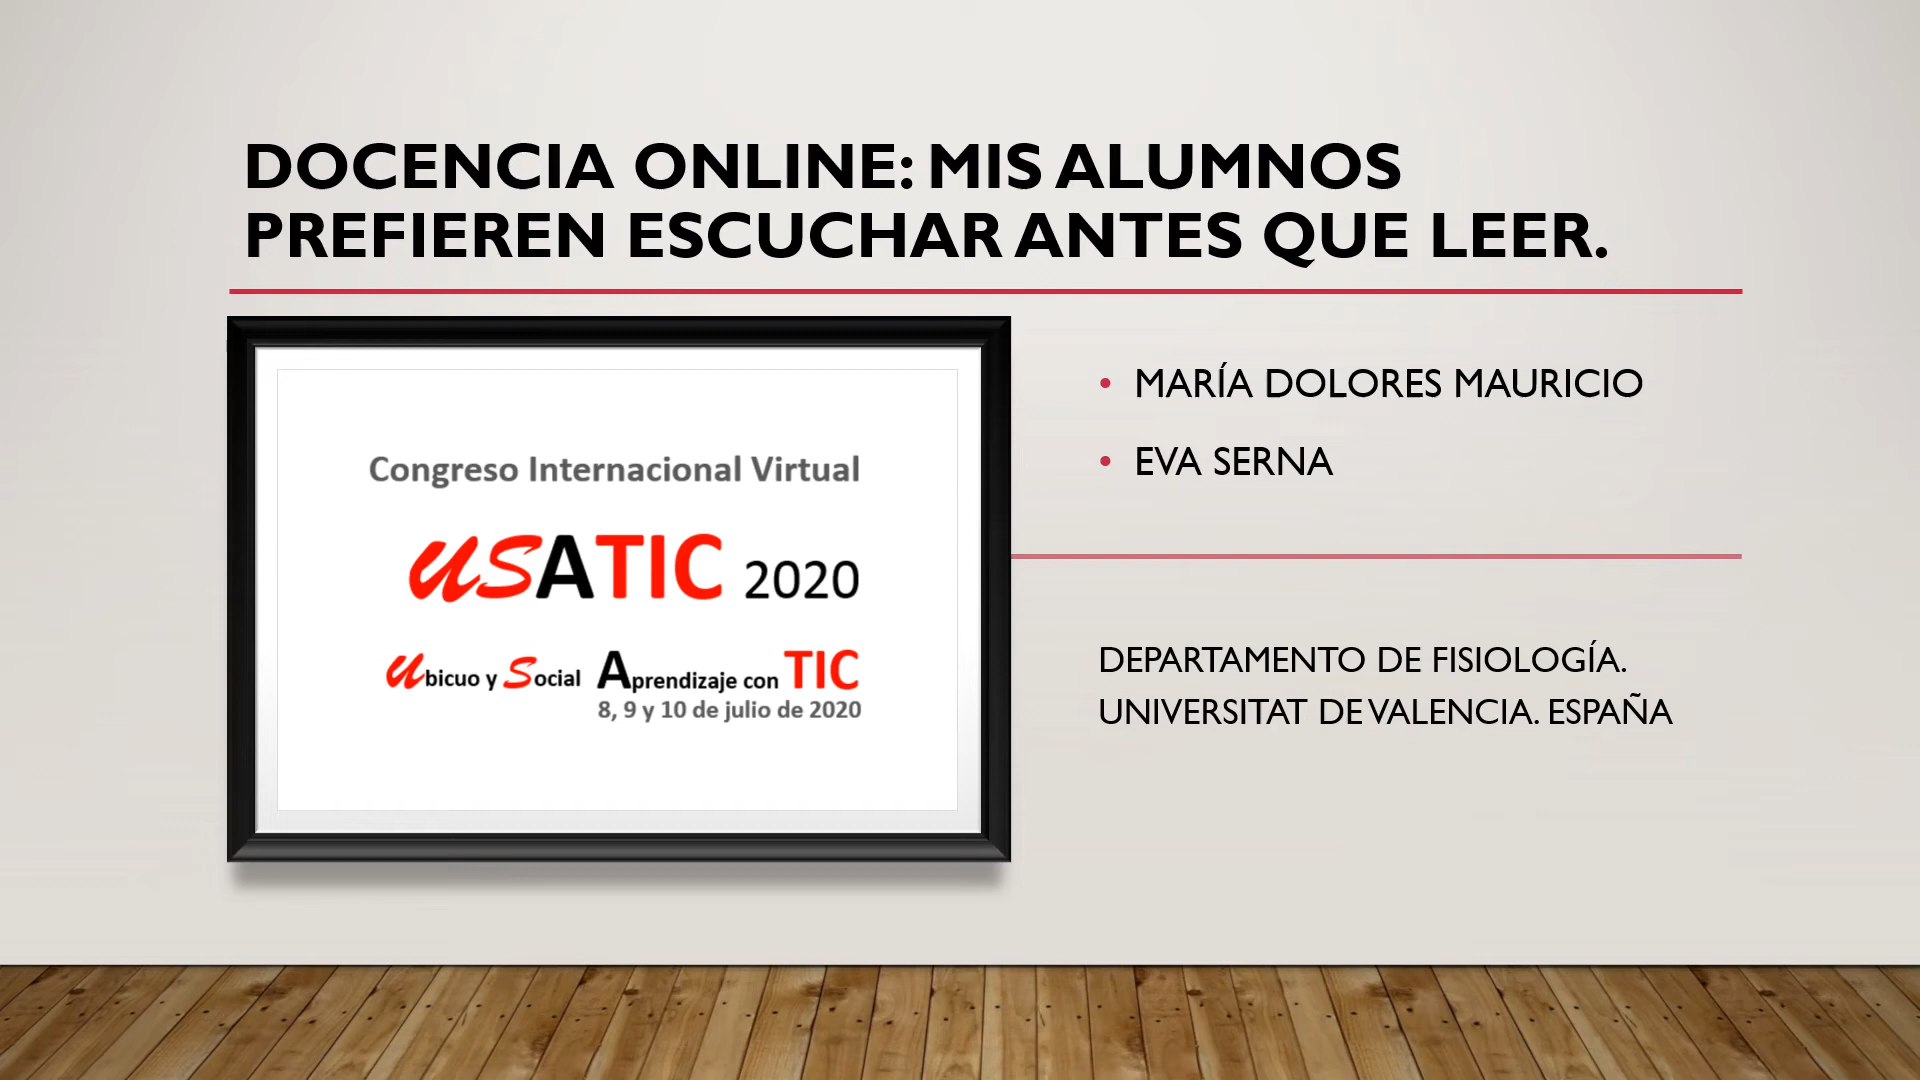 DOCENCIA ONLINE: MIS ALUMNOS
PREFIEREN ESCUCHAR ANTES QUE LEER.
Congreso Internacional Virtual
USATIC 2020
Ubicuo y Social Aprendizaje con TIC
8, 9 y 10 de julio de 2020
• MARÍA DOLORES MAURICIO
• EVA SERNA
DEPARTAMENTO DE FISIOLOGÍA.
UNIVERSITAT DE VALENCIA. ESPAÑA